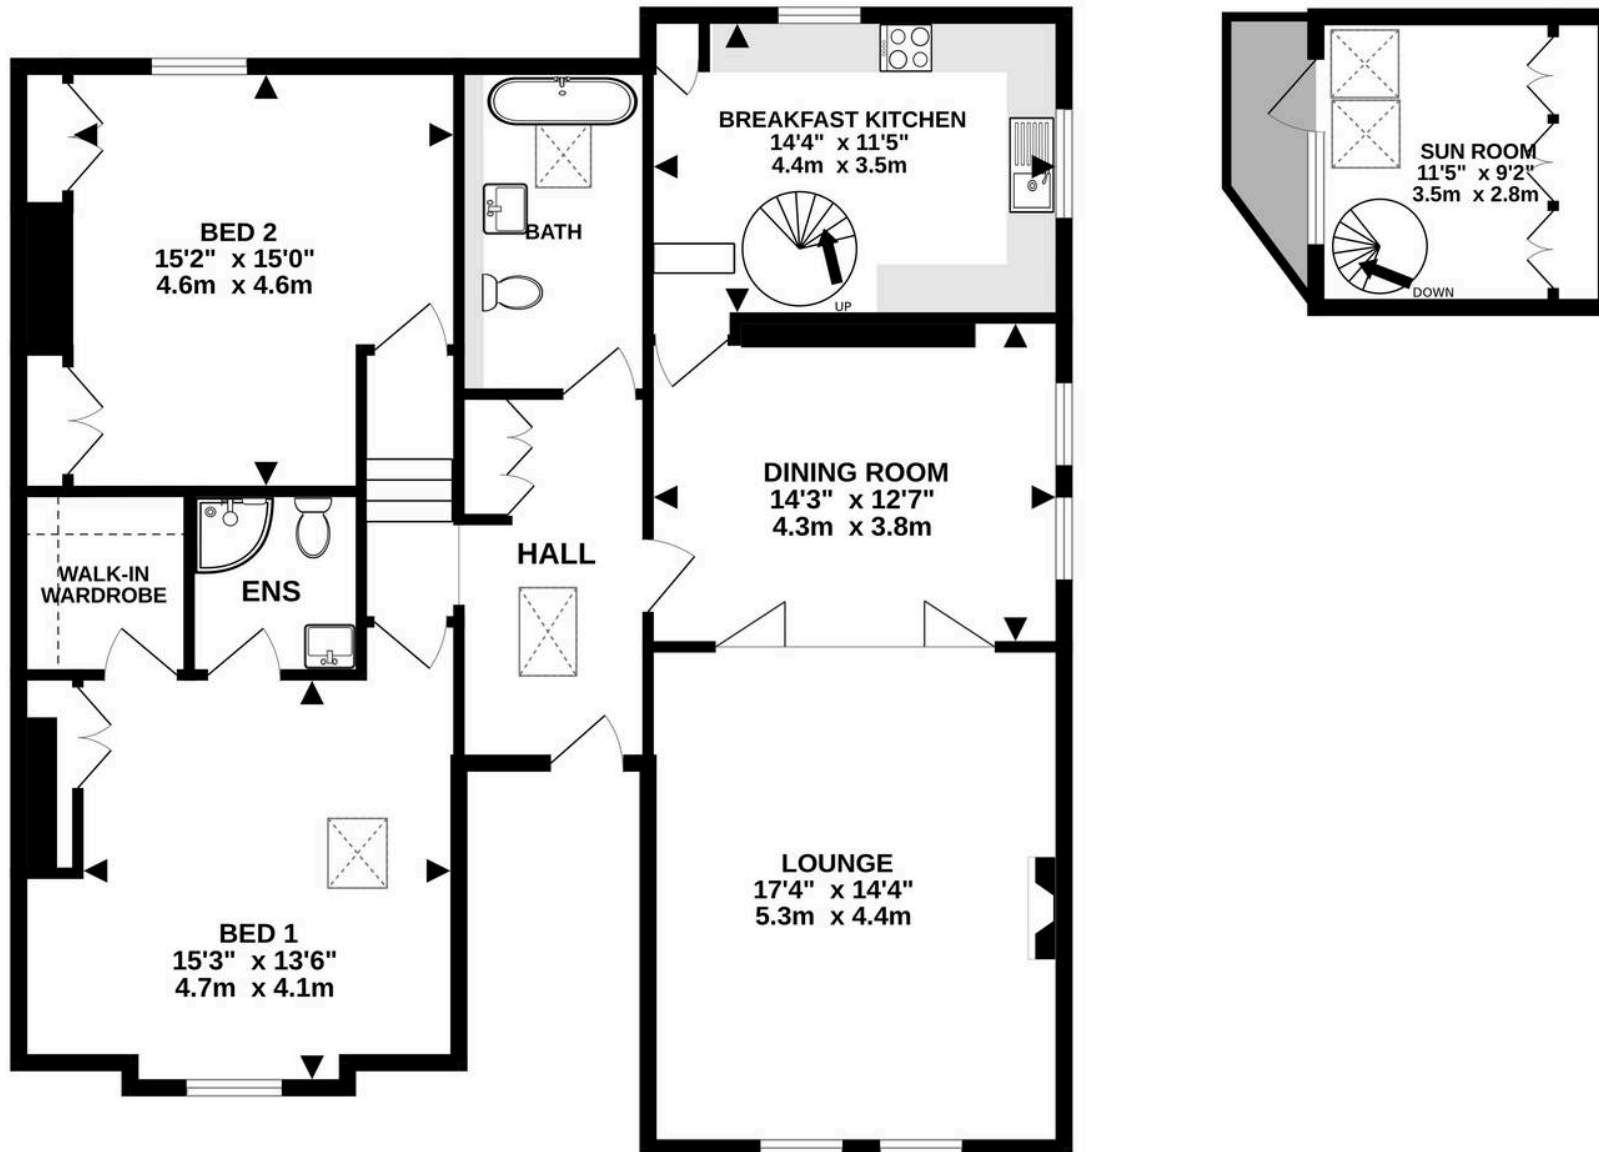 BREAKFAST KITCHEN
14'4" x 11'5"
4.4m x 3.5m
UP
SUN ROOM
11'5" x 9'2"
3.5m x 2.8m
DOWN
BED 2
15'2" x 15'0"
4.6m x 4.6m
BATH
DINING ROOM
14'3" x 12'7"
4.3m x 3.8m
HALL
WALK-IN
WARDROBE
ENS
LOUNGE
17'4" x 14'4"
5.3m x 4.4m
BED 1
15'3" x 13'6"
4.7m x 4.1m